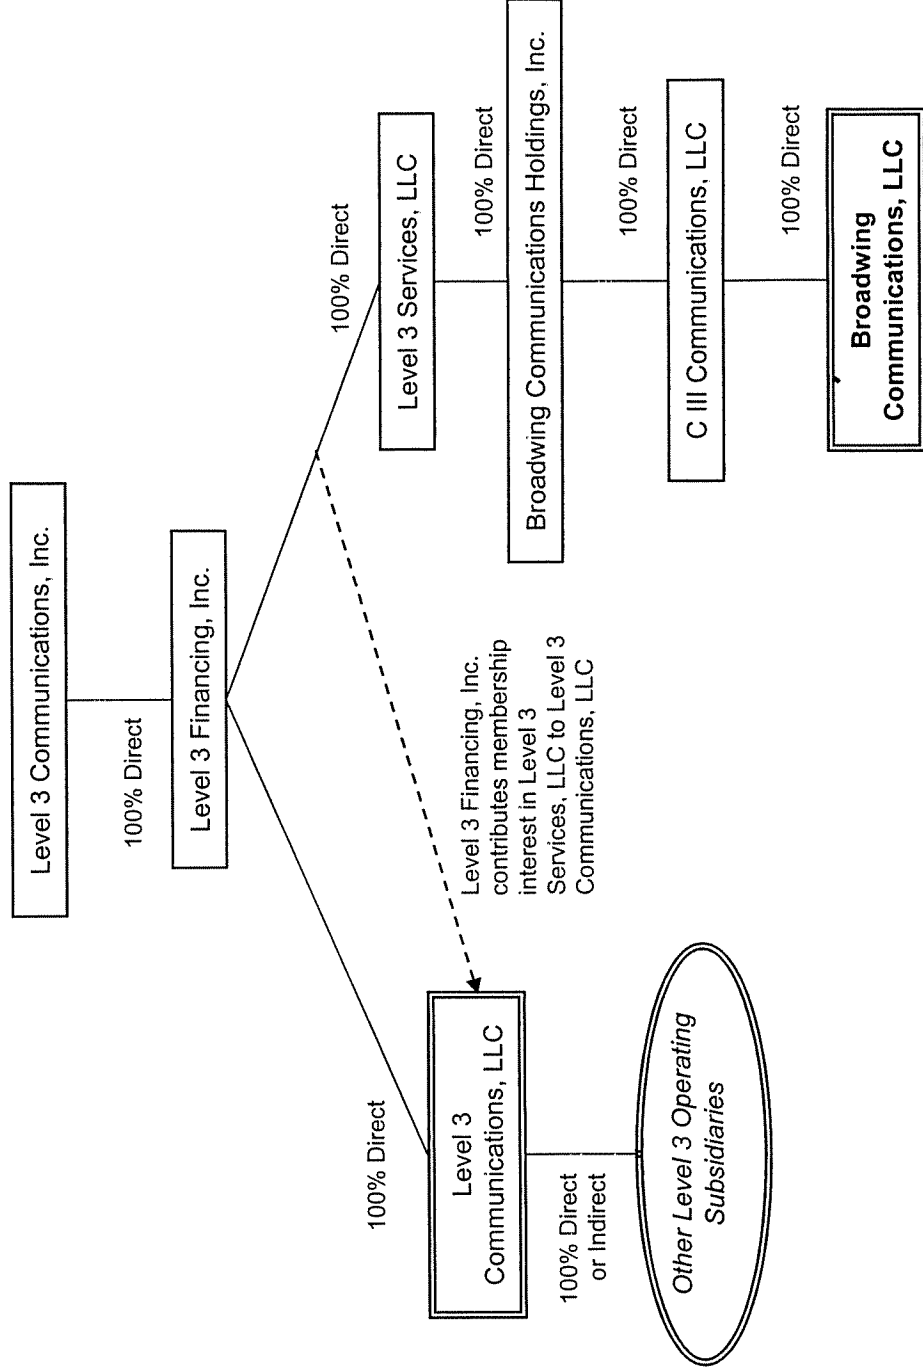 Level 3 Communications, Inc.
100% Direct
Level 3 Financing, Inc.
100% Direct
100% Direct
Level 3
Communications, LLC
100% Direct
or Indirect
Other Level 3 Operating
Subsidiaries
Level 3 Financing, Inc.
contributes membership
interest in Level 3
Services, LLC to Level 3
Communications, LLC
Level 3 Services, LLC
100% Direct
Broadwing Communications Holdings, Inc.
100% Direct
C III Communications, LLC
100% Direct
Broadwing
Communications, LLC